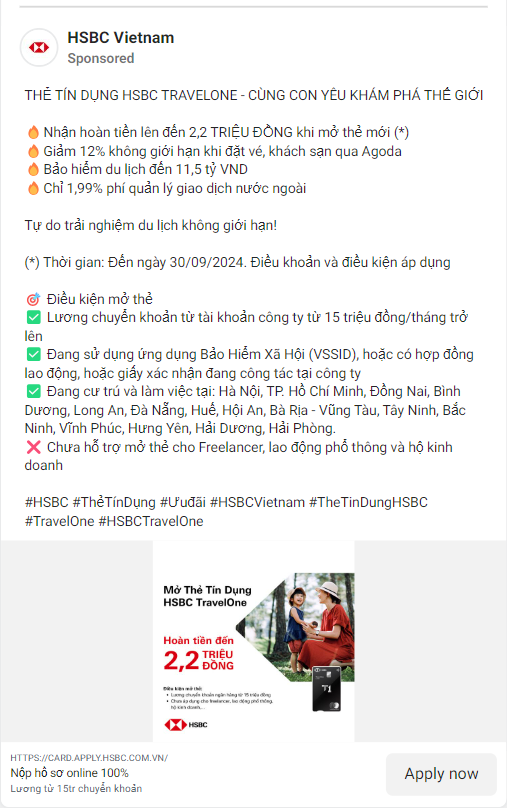 HSBC Vietnam
Sponsored
THẺ TÍN DỤNG HSBC TRAVELONE - CÙNG CON YÊU KHÁM PHÁ THẾ GIỚI
🔥Nhận hoàn tiền lên đến 2,2 TRIỆU ĐỒNG khi mở thẻ mới (*)
🔥Giảm 12% không giới hạn khi đặt vé, khách sạn qua Agoda
🔥Bảo hiểm du lịch đến 11,5 tỷ VND
🔥Chỉ 1,99% phí quản lý giao dịch nước ngoài
Tự do trải nghiệm du lịch không giới hạn!
(*) Thời gian: Đến ngày 30/09/2024. Điều khoản và điều kiện áp dụng
🎯 Điều kiện mở thẻ
✅ Lương chuyển khoản từ tài khoản công ty từ 15 triệu đồng/tháng trở
lên
✅ Đang sử dụng ứng dụng Bảo Hiểm Xã Hội (VSSID), hoặc có hợp đồng
lao động, hoặc giấy xác nhận đang công tác tại công ty
✅ Đang cư trú và làm việc tại: Hà Nội, TP. Hồ Chí Minh, Đồng Nai, Bình
Dương, Long An, Đà Nẵng, Huế, Hội An, Bà Rịa - Vũng Tàu, Tây Ninh, Bắc
Ninh, Vĩnh Phúc, Hưng Yên, Hải Dương, Hải Phòng.
❌ Chưa hỗ trợ mở thẻ cho Freelancer, lao động phổ thông và hộ kinh
doanh
#HSBC #ThẻTínDụng #Ưuđãi #HSBCVietnam #TheTinDungHSBC
#TravelOne #HSBCTravelOne
Mở Thẻ Tín Dụng
HSBC TravelOne
Hoàn tiền đến
2,2 TRIỆU
ĐỒNG
Điều kiện mở thẻ:
• Lương chuyển khoản ngân hàng từ 15 triệu đồng
• Chưa áp dụng cho freelancer, lao động phổ thông,
hộ kinh doanh,...
T1
HSBC
HTTPS://CARD.APPLY.HSBC.COM.VN/
Nộp hồ sơ online 100%
Lương từ 15tr chuyển khoản
Apply now